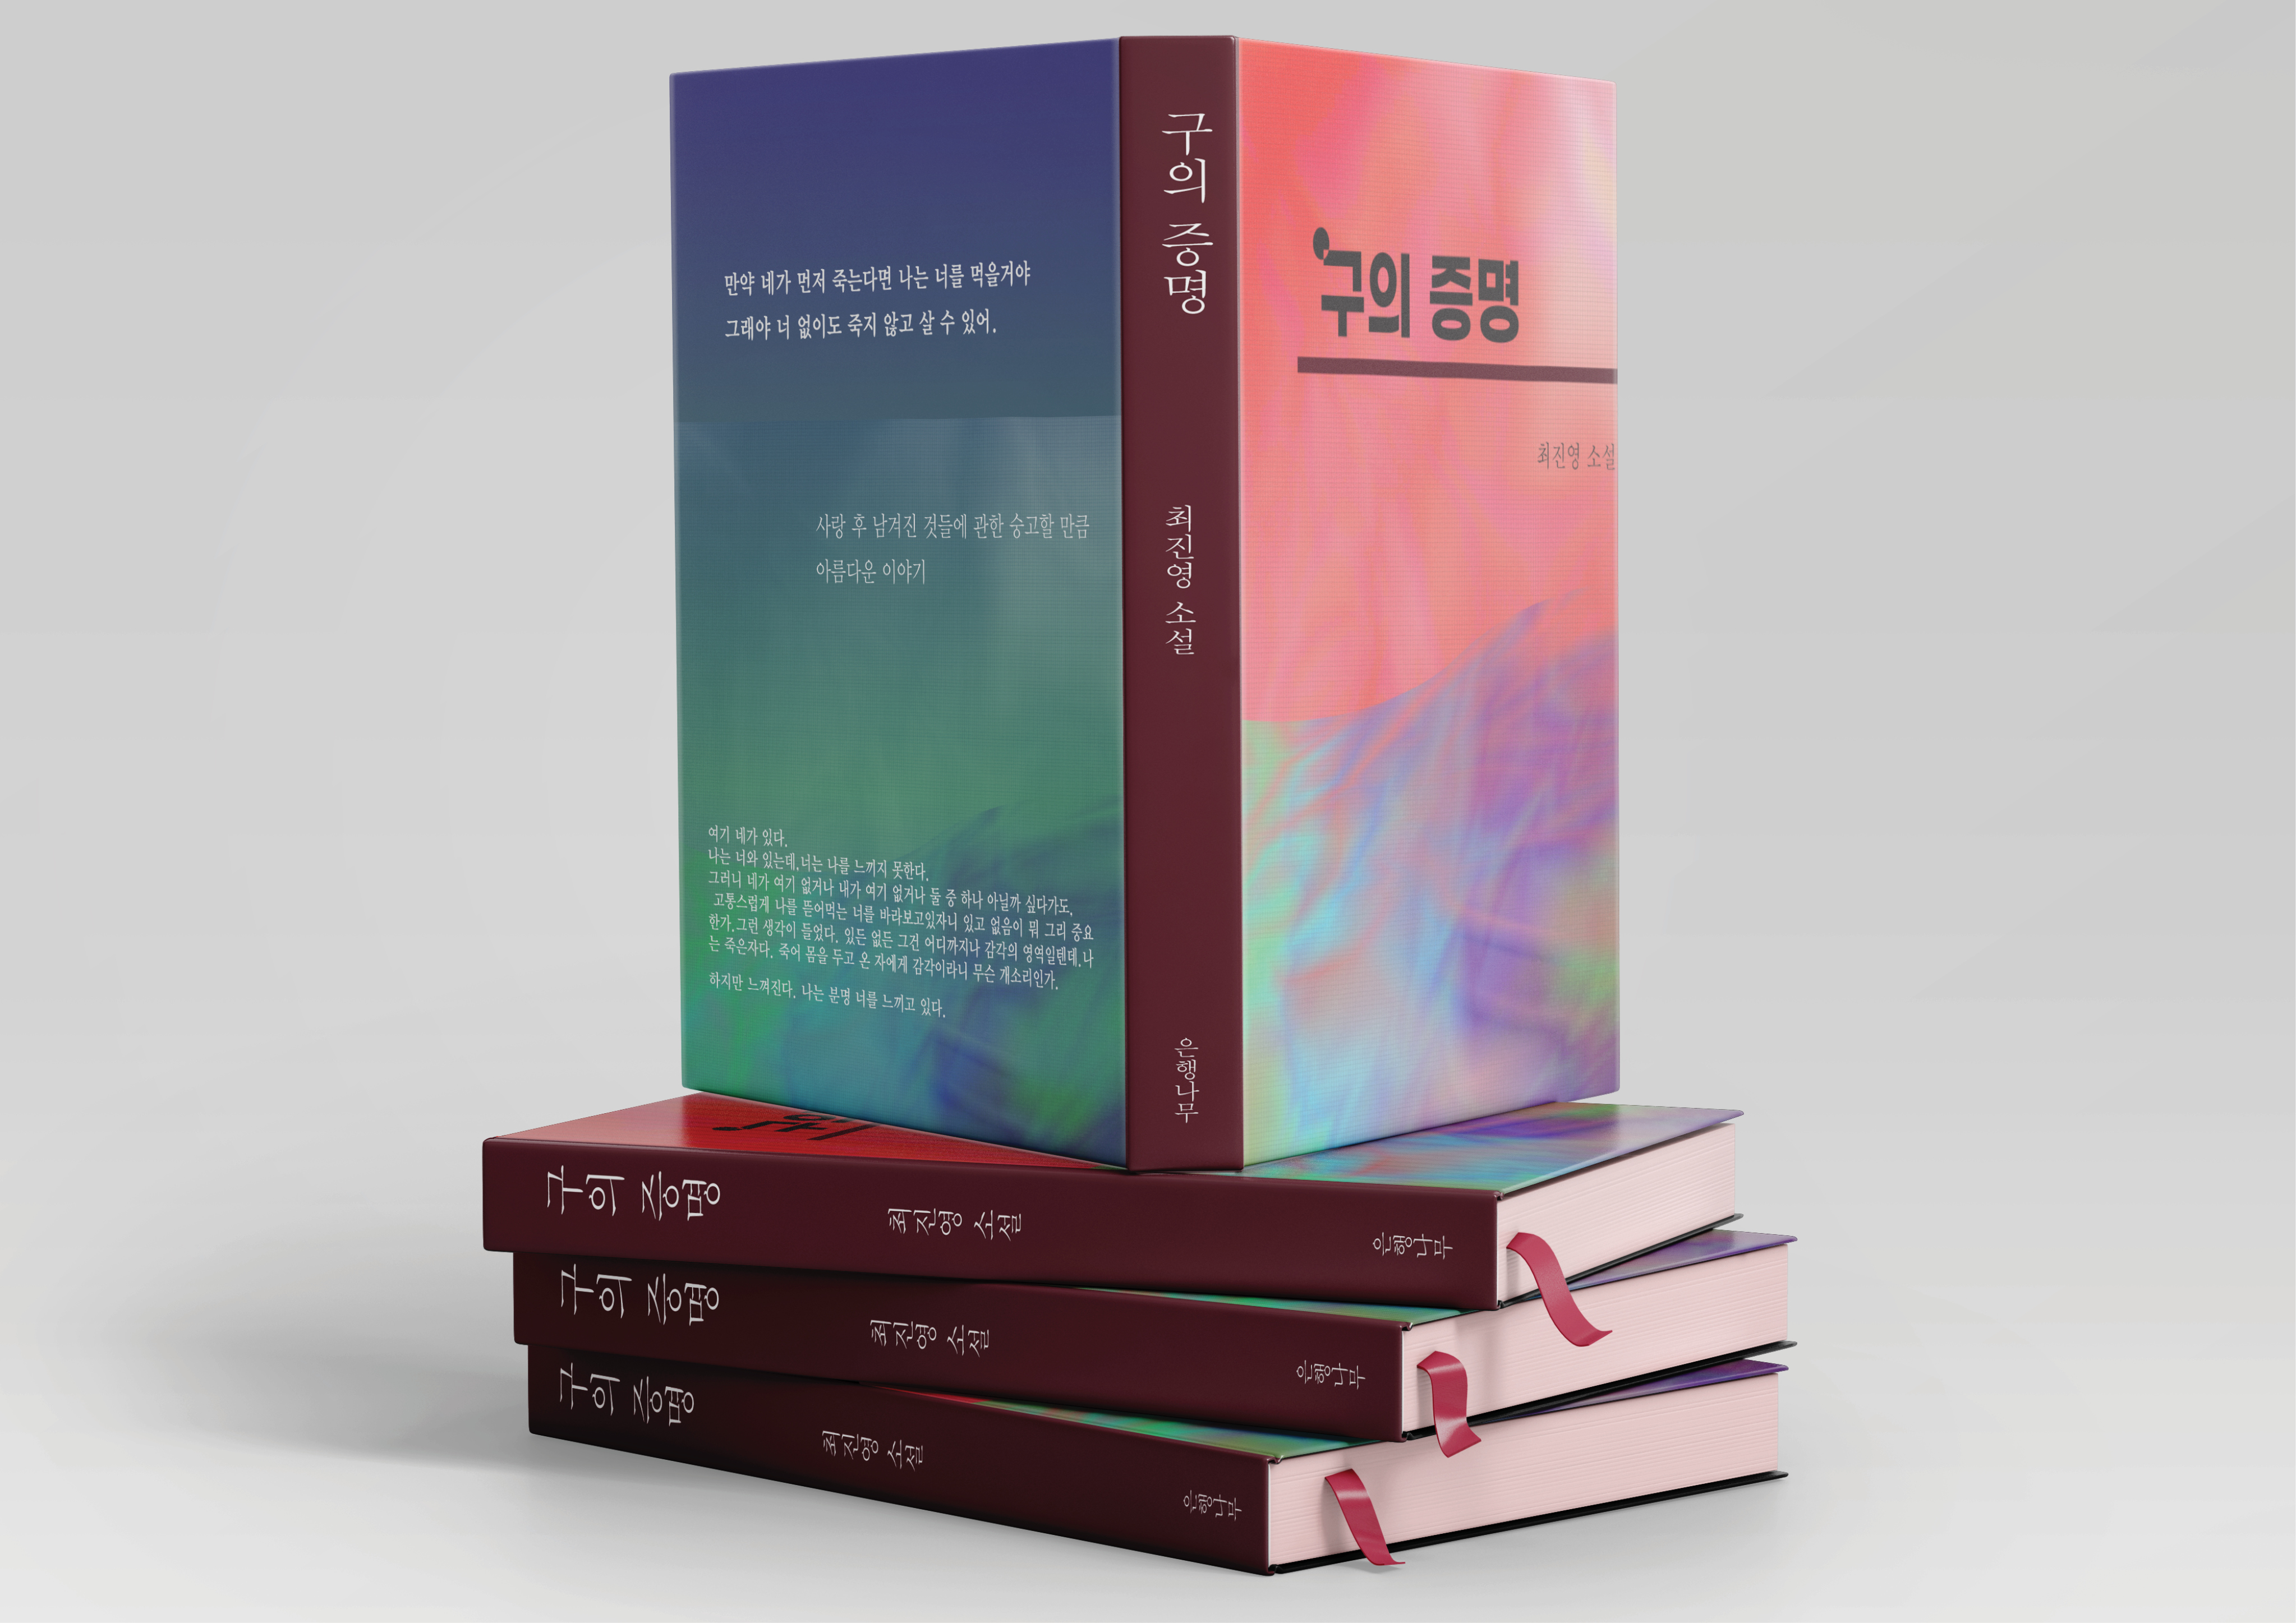 만약 네가 먼저 죽는다면 나는 너를 먹을거야
그래야 너 없이도 죽지 않고 살 수 있어.
사랑 후 남겨진 것들에 관한 숭고할 만큼
아름다운 이야기
여기 네가 있다.
나는 너와 있는데,너는 나를 느끼지 못한다.
그러니 네가 여기 없거나 내가 여기 없거나 둘 중 하나 아닐까 싶다가도,
고통스럽게 나를 뜯어먹는 너를 바라보고있자니 있고 없음이 뭐 그리 중요
한가.그런 생각이 들었다. 있든 없든 그건 어디까지나 감각의 영역일텐데.나
는 죽은자다. 죽어 몸을 두고 온 자에게 감각이라니 무슨 개소리인가.
하지만 느껴진다. 나는 분명 너를 느끼고 있다.
구의 증명
최진영 소설
은행나무
구의 증명
최진영 소설
구의 증명
최진영 소설
은행나무
구의 증명
최진영 소설
은행나무
구의 증명
최진영 소설
은행나무